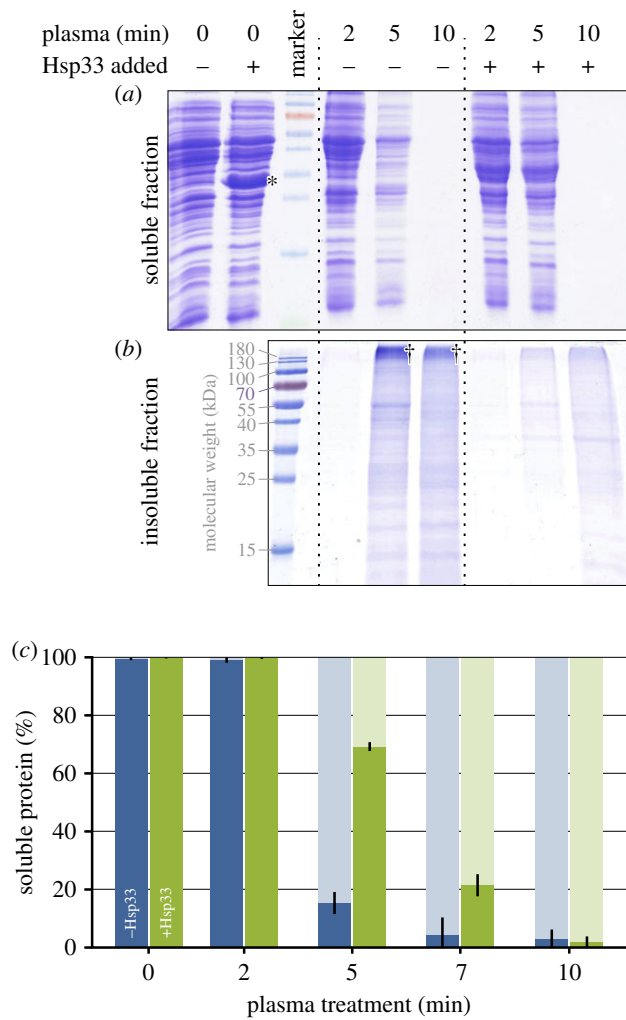 plasma (min) 0 0 marker 2 5 10 2 5 10
Hsp33 added – + – – – + + +
(a)
soluble fraction
*
(b)
insoluble fraction
molecular weight (kDa)
180
130
100
70
55
40
35
25
15
† †
(c)
soluble protein (%)
100
80
60
40
20
0
–Hsp33
+Hsp33
0 2 5 7 10
plasma treatment (min)